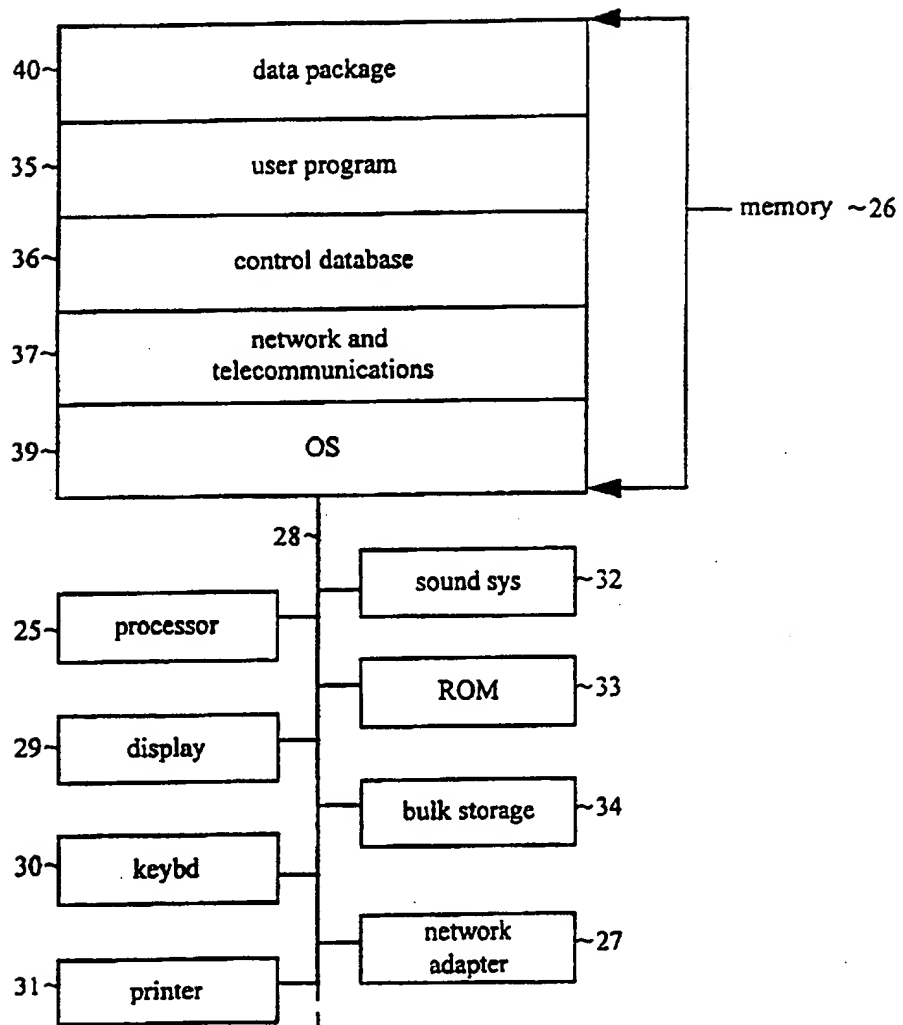 40~ data package
35~ user program
memory ~26
36~ control database
37~ network and
telecommunications
39~ OS
28~
sound sys ~32
25~ processor
ROM ~33
29~ display
bulk storage ~34
30~ keybd
network
adapter ~27
31~ printer